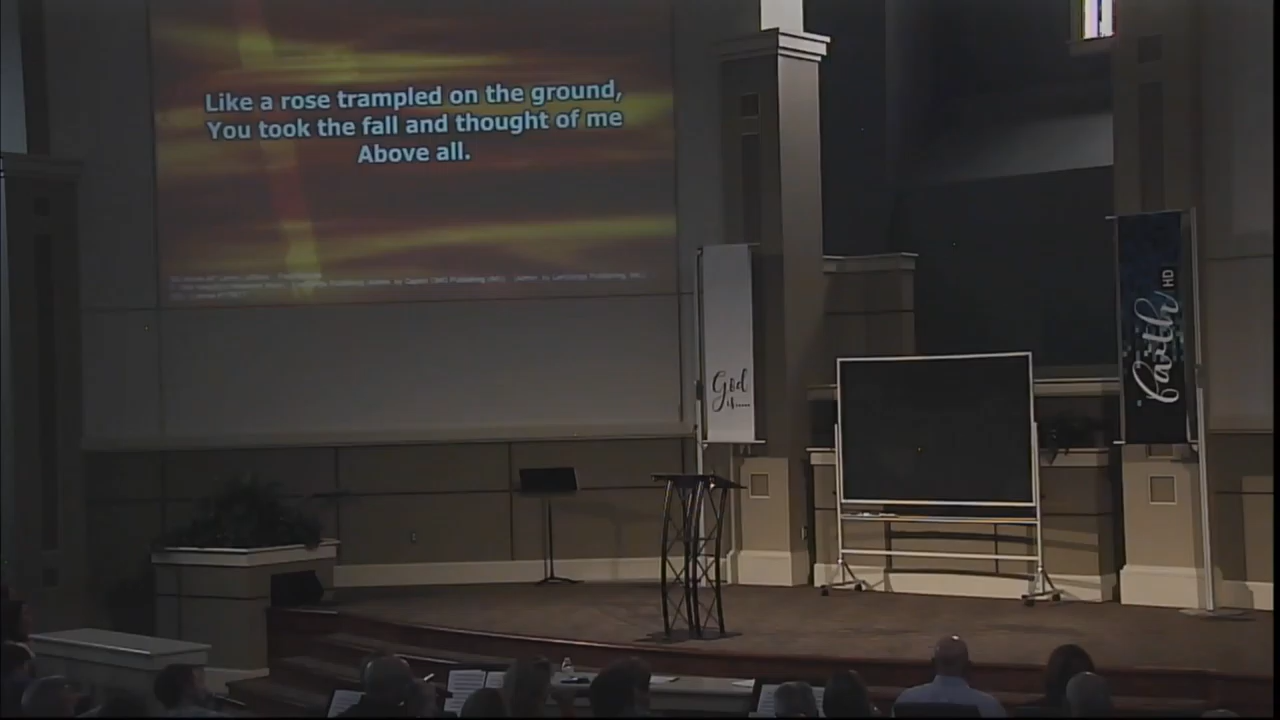 Like a rose trampled on the ground,
You took the fall and thought of me
Above all.
God
is.....
faith HD